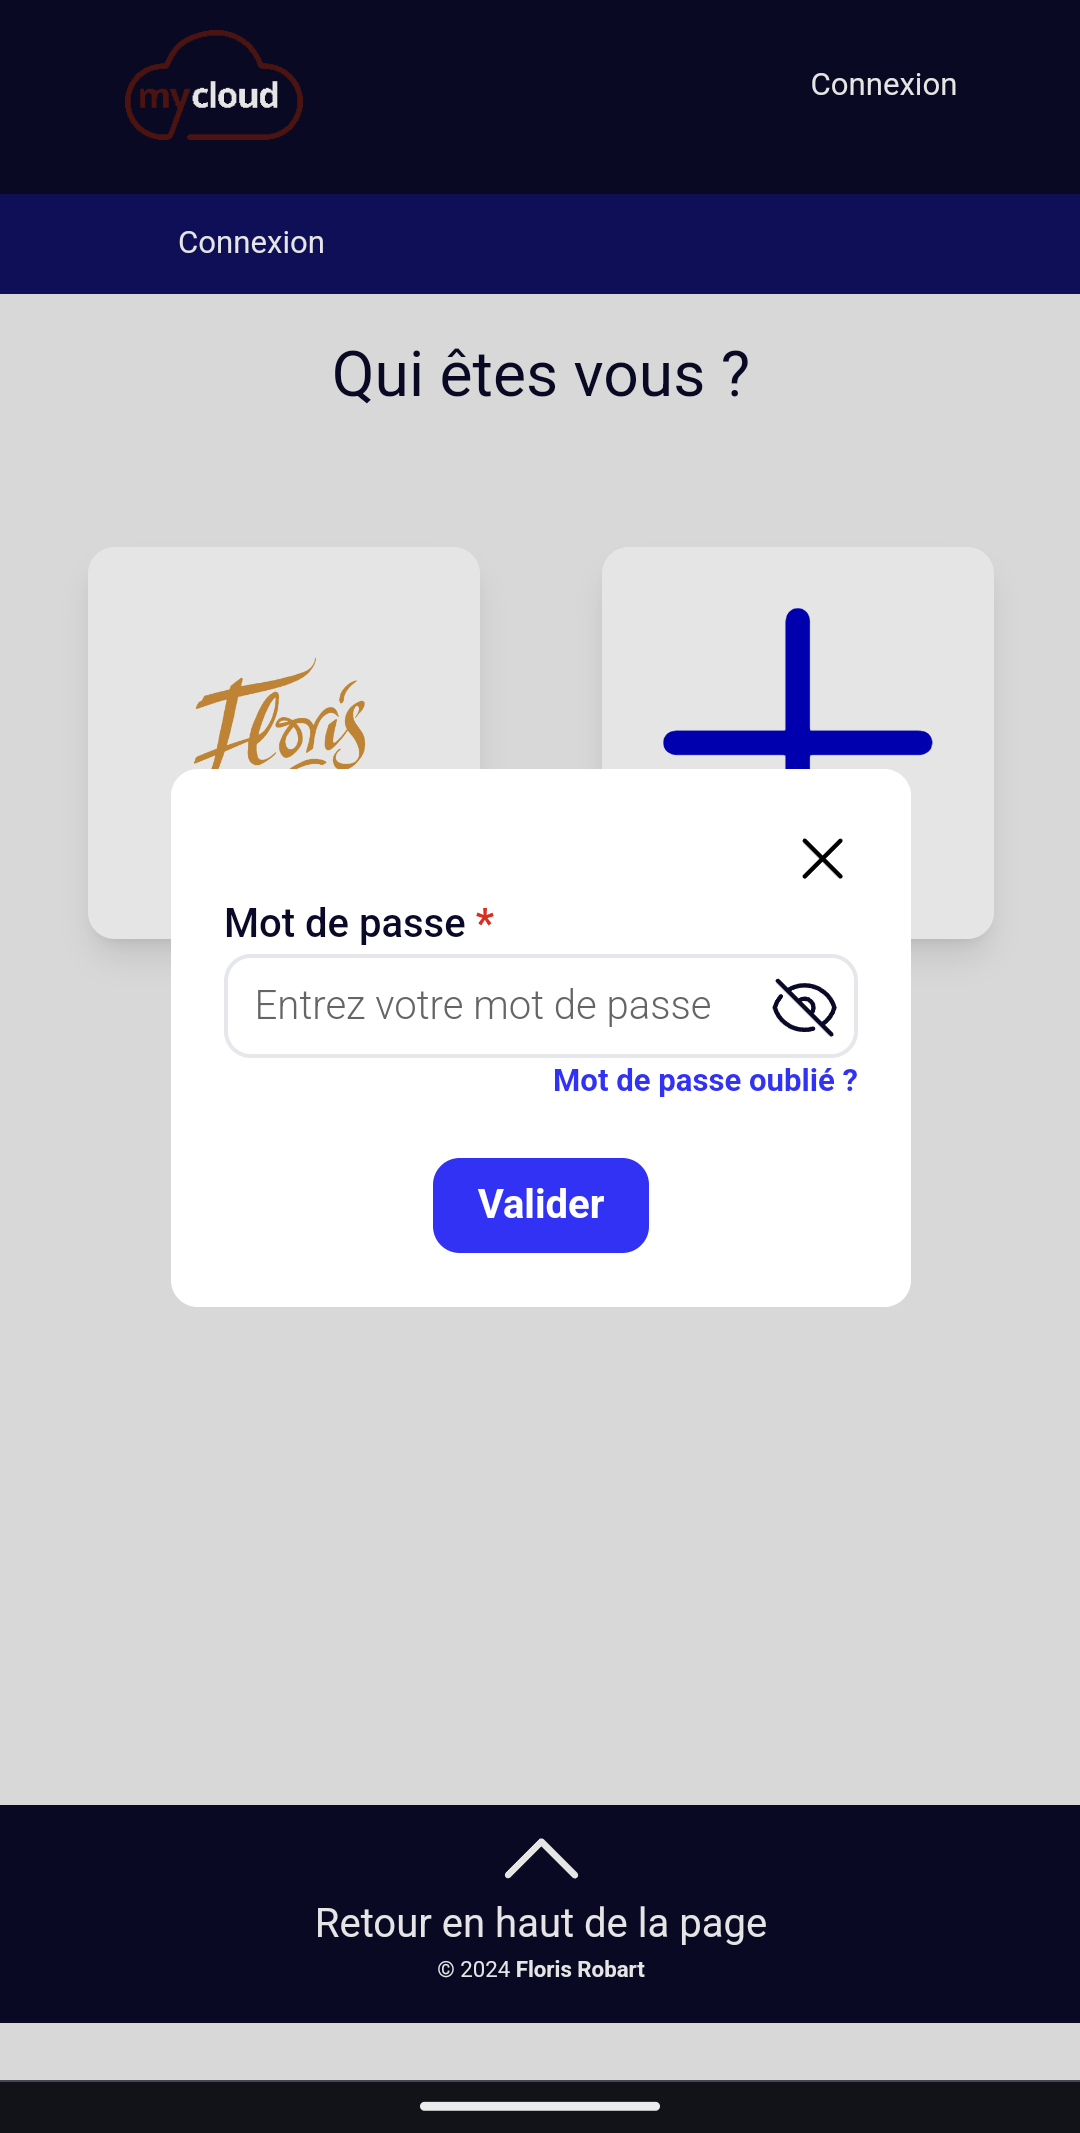 mycloud
Connexion
Connexion
Qui êtes vous ?
Floris
Mot de passe *
Entrez votre mot de passe
Mot de passe oublié ?
Valider
Retour en haut de la page
© 2024 Floris Robart